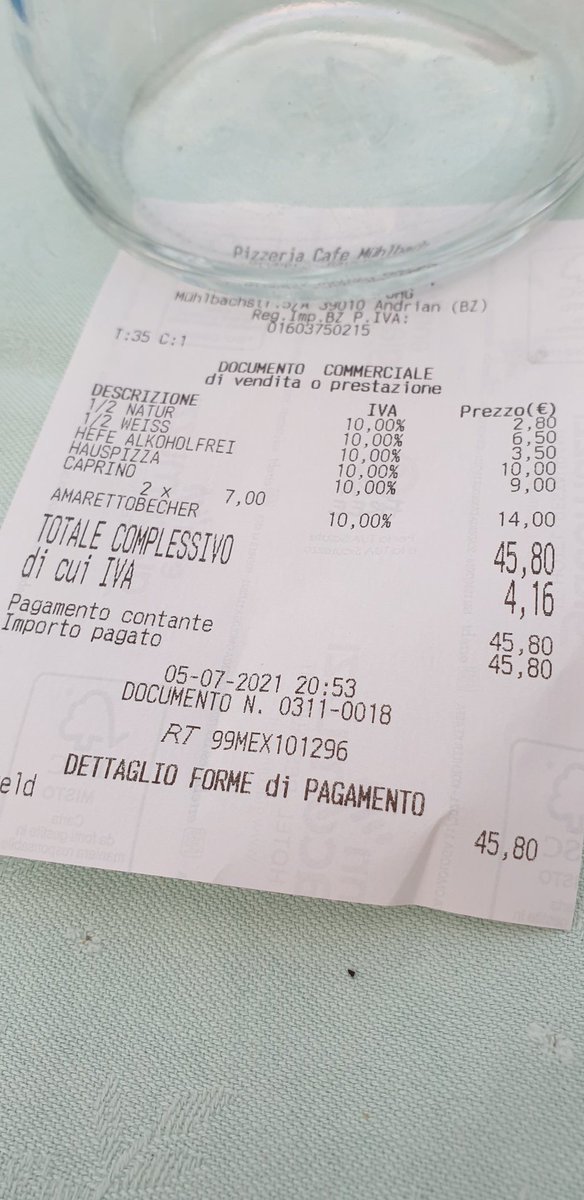 Pizzeria Cafe Mühlbach
39010 Andrian (BZ)
Reg.Imp.BZ P.IVA:
01603750215
T:35 C:1
DOCUMENTO COMMERCIALE
di vendita o prestazione
DESCRIZIONE IVA Prezzo(€)
1/2 NATUR 10,00% 2,80
1/2 WEISS 10,00% 6,50
HEFE ALKOHOLFREI 10,00% 3,50
HAUSPIZZA 10,00% 10,00
CAPRINO 10,00% 9,00
2 x 7,00
AMARETTOBECHER 10,00% 14,00
TOTALE COMPLESSIVO 45,80
di cui IVA 4,16
Pagamento contante 45,80
Importo pagato 45,80
05-07-2021 20:53
DOCUMENTO N. 0311-0018
RT 99MEX101296
DETTAGLIO FORME di PAGAMENTO
eld 45,80